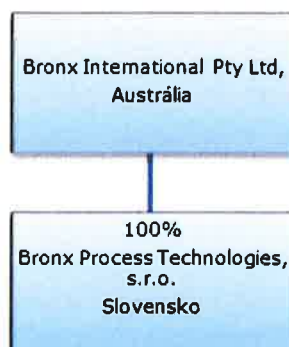 Bronx International Pty Ltd,
Austrália
100%
Bronx Process Technologies,
s.r.o.
Slovensko